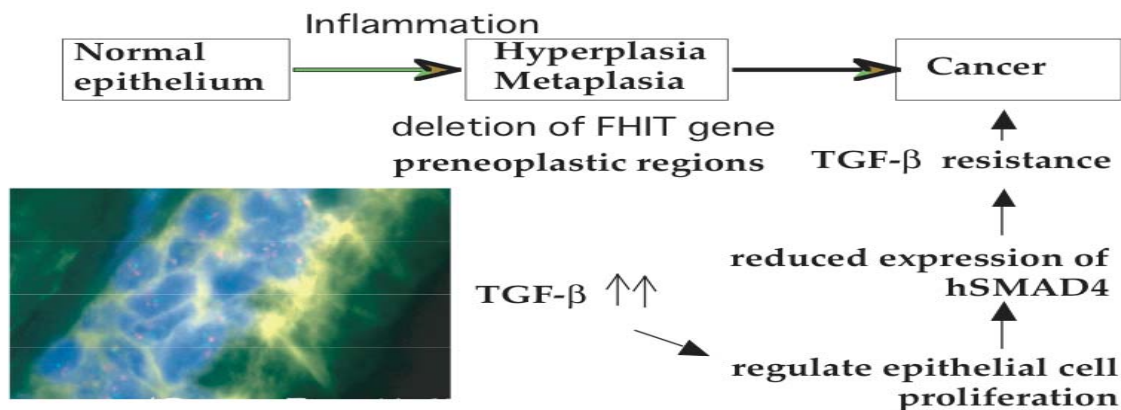 Inflammation
Normal
epithelium
Hyperplasia
Metaplasia
Cancer
deletion of FHIT gene
preneoplastic regions
TGF-β resistance
reduced expression of
hSMAD4
TGF-β ↑↑
regulate epithelial cell
proliferation